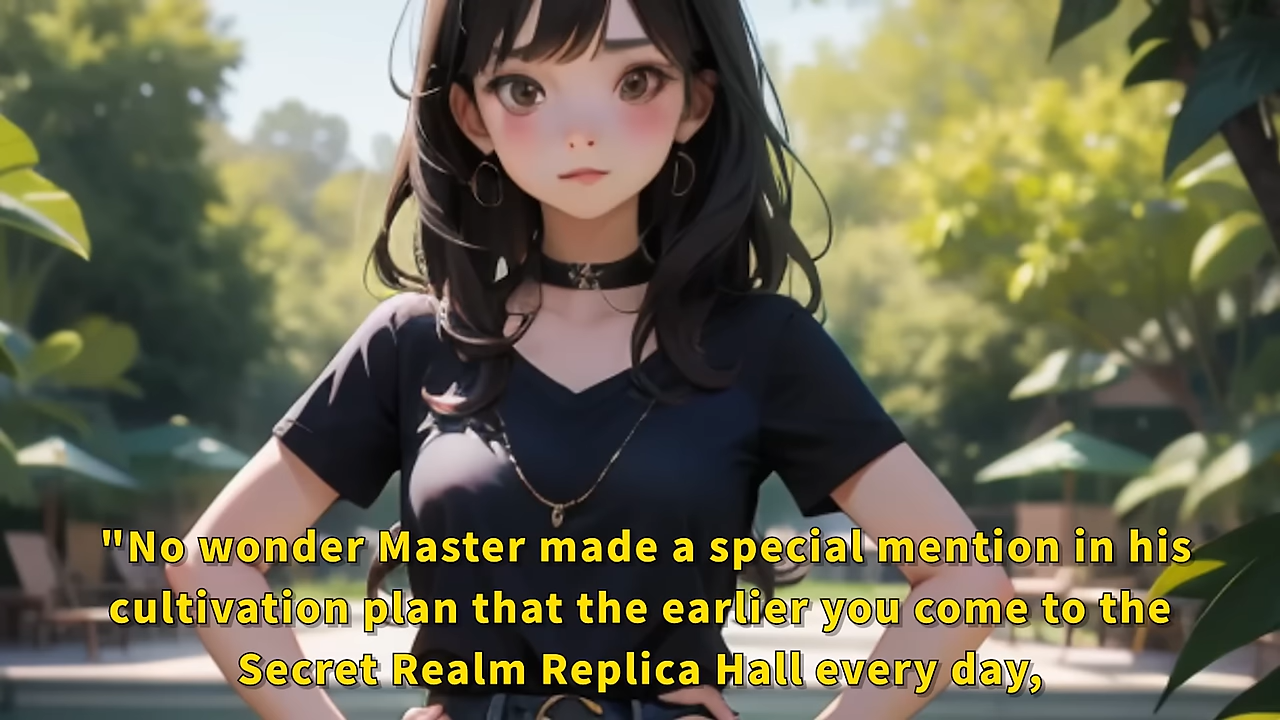 "No wonder Master made a special mention in his
cultivation plan that the earlier you come to the
Secret Realm Replica Hall every day,